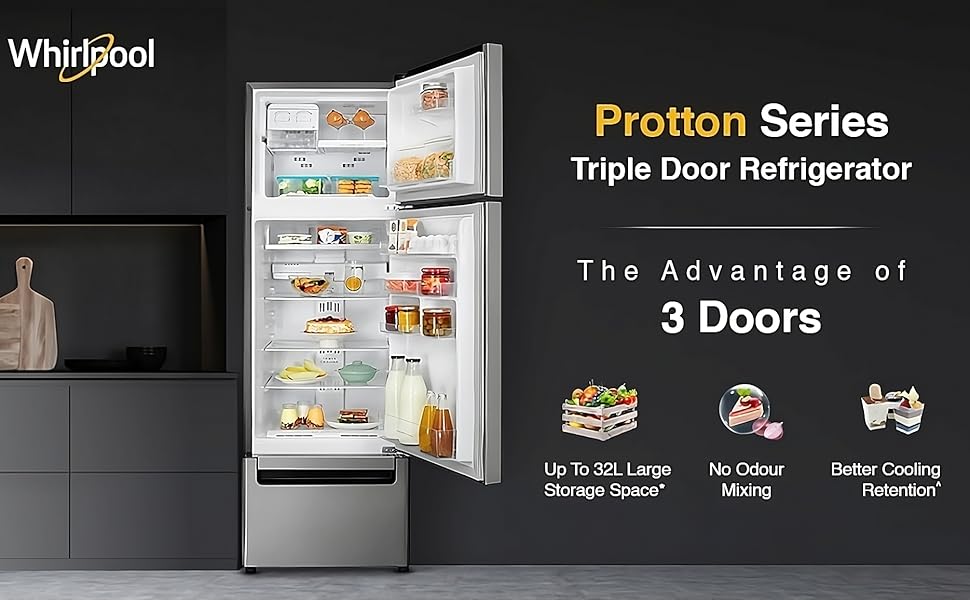 Whirlpool
Protton Series
Triple Door Refrigerator
The Advantage of
3 Doors
Up To 32L Large
Storage Space*
No Odour
Mixing
Better Cooling
Retention^